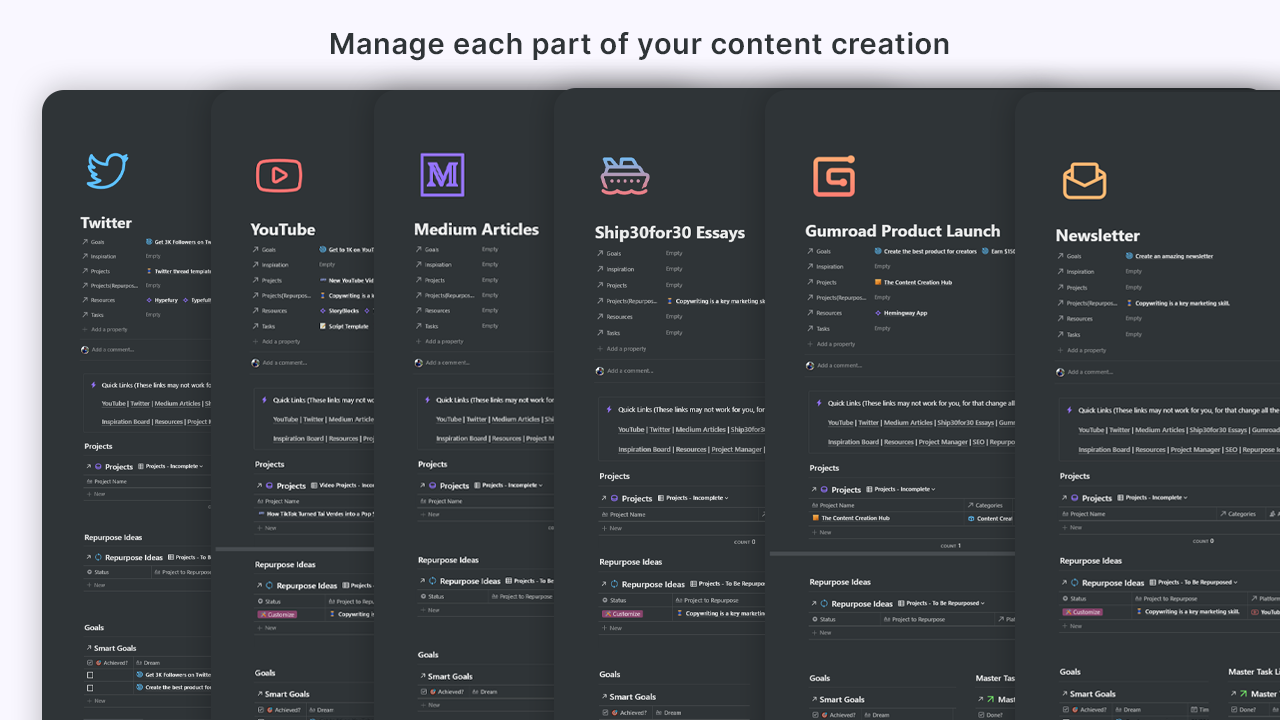 Manage each part of your content creation
Twitter
Goals Get 3K Followers on Tw
Inspiration Empty
Projects Twitter thread template
Projects(Repurpos... Empty
Resources Hypefury Typefull
Tasks Empty
Add a property
Add a comment...
Quick Links (These links may not work fo
YouTube | Twitter | Medium Articles | Sh
Inspiration Board | Resources | Project M
Projects
Projects Projects - Incomplete
Project Name
New
Repurpose Ideas
Repurpose Ideas Projects - To B
Status Project to Repurpose
New
Goals
Smart Goals
Achieved? Dream
Get 3K Followers on Twitte
Create the best product for
New
YouTube
Goals Get to 1K on YouT
Inspiration Empty
Projects New YouTube Vid
Projects(Repurpos... Copywriting is a k
Resources StoryBlocks
Tasks Script Template
Add a property
Add a comment...
Quick Links (These links may not wo
YouTube | Twitter | Medium Articles
Inspiration Board | Resources | Proj
Projects
Projects Video Projects - Incom
Project Name
How TikTok Turned Tai Verdes into a Pop S
New
Repurpose Ideas
Repurpose Ideas Projects
Status Project to Repu
Customize Copywriting is
New
Goals
Smart Goals
Achieved? Dream
Medium Articles
Goals Empty
Inspiration Empty
Projects Empty
Projects(Repurpos... Empty
Resources Empty
Tasks Empty
Add a property
Add a comment...
Quick Links (These links may not work for
YouTube | Twitter | Medium Articles | Shi
Inspiration Board | Resources | Project M
Projects
Projects Projects - Incomplete
Project Name
New
Repurpose Ideas
Repurpose Ideas Projects - To Be
Status Project to Repurpose
New
Goals
Smart Goals
Achieved? Dream
New
Ship30for30 Essays
Goals Empty
Inspiration Empty
Projects Empty
Projects(Repurpos... Copywriting is a key marketing sk
Resources Empty
Tasks Empty
Add a property
Add a comment...
Quick Links (These links may not work for you, for
YouTube | Twitter | Medium Articles | Ship30for3
Inspiration Board | Resources | Project Manager |
Projects
Projects Projects - Incomplete
Project Name
New
COUNT 0
Repurpose Ideas
Repurpose Ideas Projects - To Be Repurpos
Status Project to Repurpose
Customize Copywriting is a key marketin
New
Goals
Smart Goals
Achieved? Dream
Gumroad Product Launch
Goals Create the best product for creators Earn $150
Inspiration Empty
Projects The Content Creation Hub
Projects(Repurpos... Empty
Resources Hemingway App
Tasks Empty
Add a property
Add a comment...
Quick Links (These links may not work for you, for that change all
YouTube | Twitter | Medium Articles | Ship30for30 Essays | Gumr
Inspiration Board | Resources | Project Manager | SEO | Repurpo
Projects
Projects Projects - Incomplete
Project Name Categories
The Content Creation Hub Content Creat
New
COUNT 1
Repurpose Ideas
Repurpose Ideas Projects - To Be Repurposed
Status Project to Repurpose Platf
New
Goals
Smart Goals
Achieved? Dream
Master Tas
Mast
Done?
Newsletter
Goals Create an amazing newsletter
Inspiration Empty
Projects Empty
Projects(Repurpos... Copywriting is a key marketing skill.
Resources Empty
Tasks Empty
Add a property
Add a comment...
Quick Links (These links may not work for you, for that change all the
YouTube | Twitter | Medium Articles | Ship30for30 Essays | Gumroad
Inspiration Board | Resources | Project Manager | SEO | Repurpose I
Projects
Projects Projects - Incomplete
Project Name Categories A
New
COUNT 0
Repurpose Ideas
Repurpose Ideas Projects - To Be Repurposed
Status Project to Repurpose Platform
Customize Copywriting is a key marketing skill. YouTub
New
Goals
Smart Goals
Achieved? Dream Tim
Master Task Li
Master
Done?